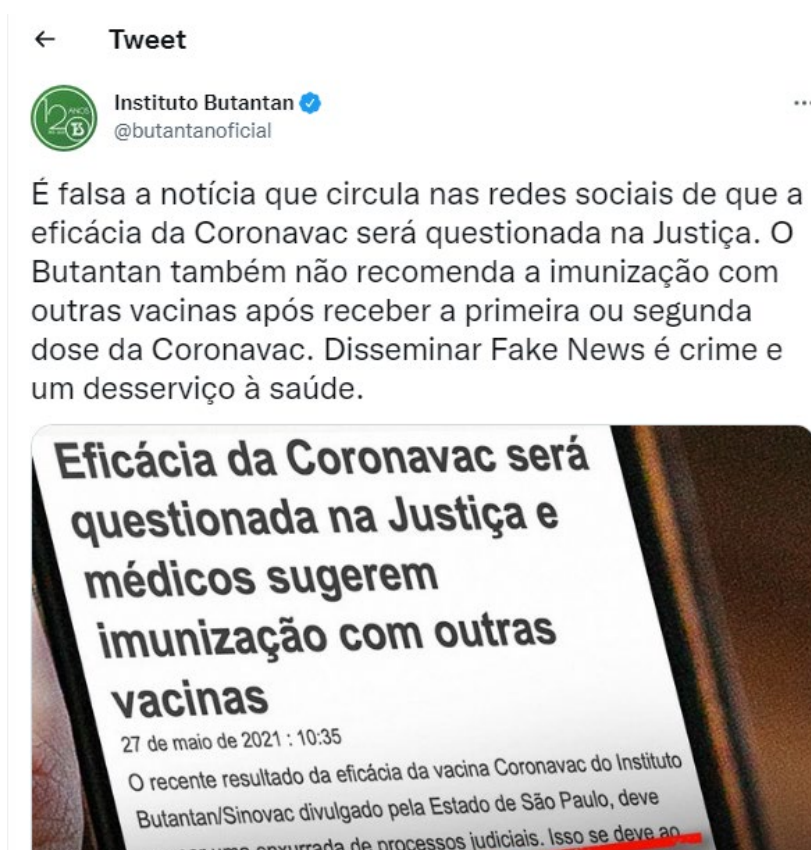 Tweet
Instituto Butantan
@butantanoficial
É falsa a notícia que circula nas redes sociais de que a
eficácia da Coronavac será questionada na Justiça. O
Butantan também não recomenda a imunização com
outras vacinas após receber a primeira ou segunda
dose da Coronavac. Disseminar Fake News é crime e
um desserviço à saúde.
Eficácia da Coronavac será
questionada na Justiça e
médicos sugerem
imunização com outras
vacinas
27 de maio de 2021 : 10:35
O recente resultado da eficácia da vacina Coronavac do Instituto
Butantan/Sinovac divulgado pela Estado de São Paulo, deve
uma enxurrada de processos judiciais. Isso se deve ao